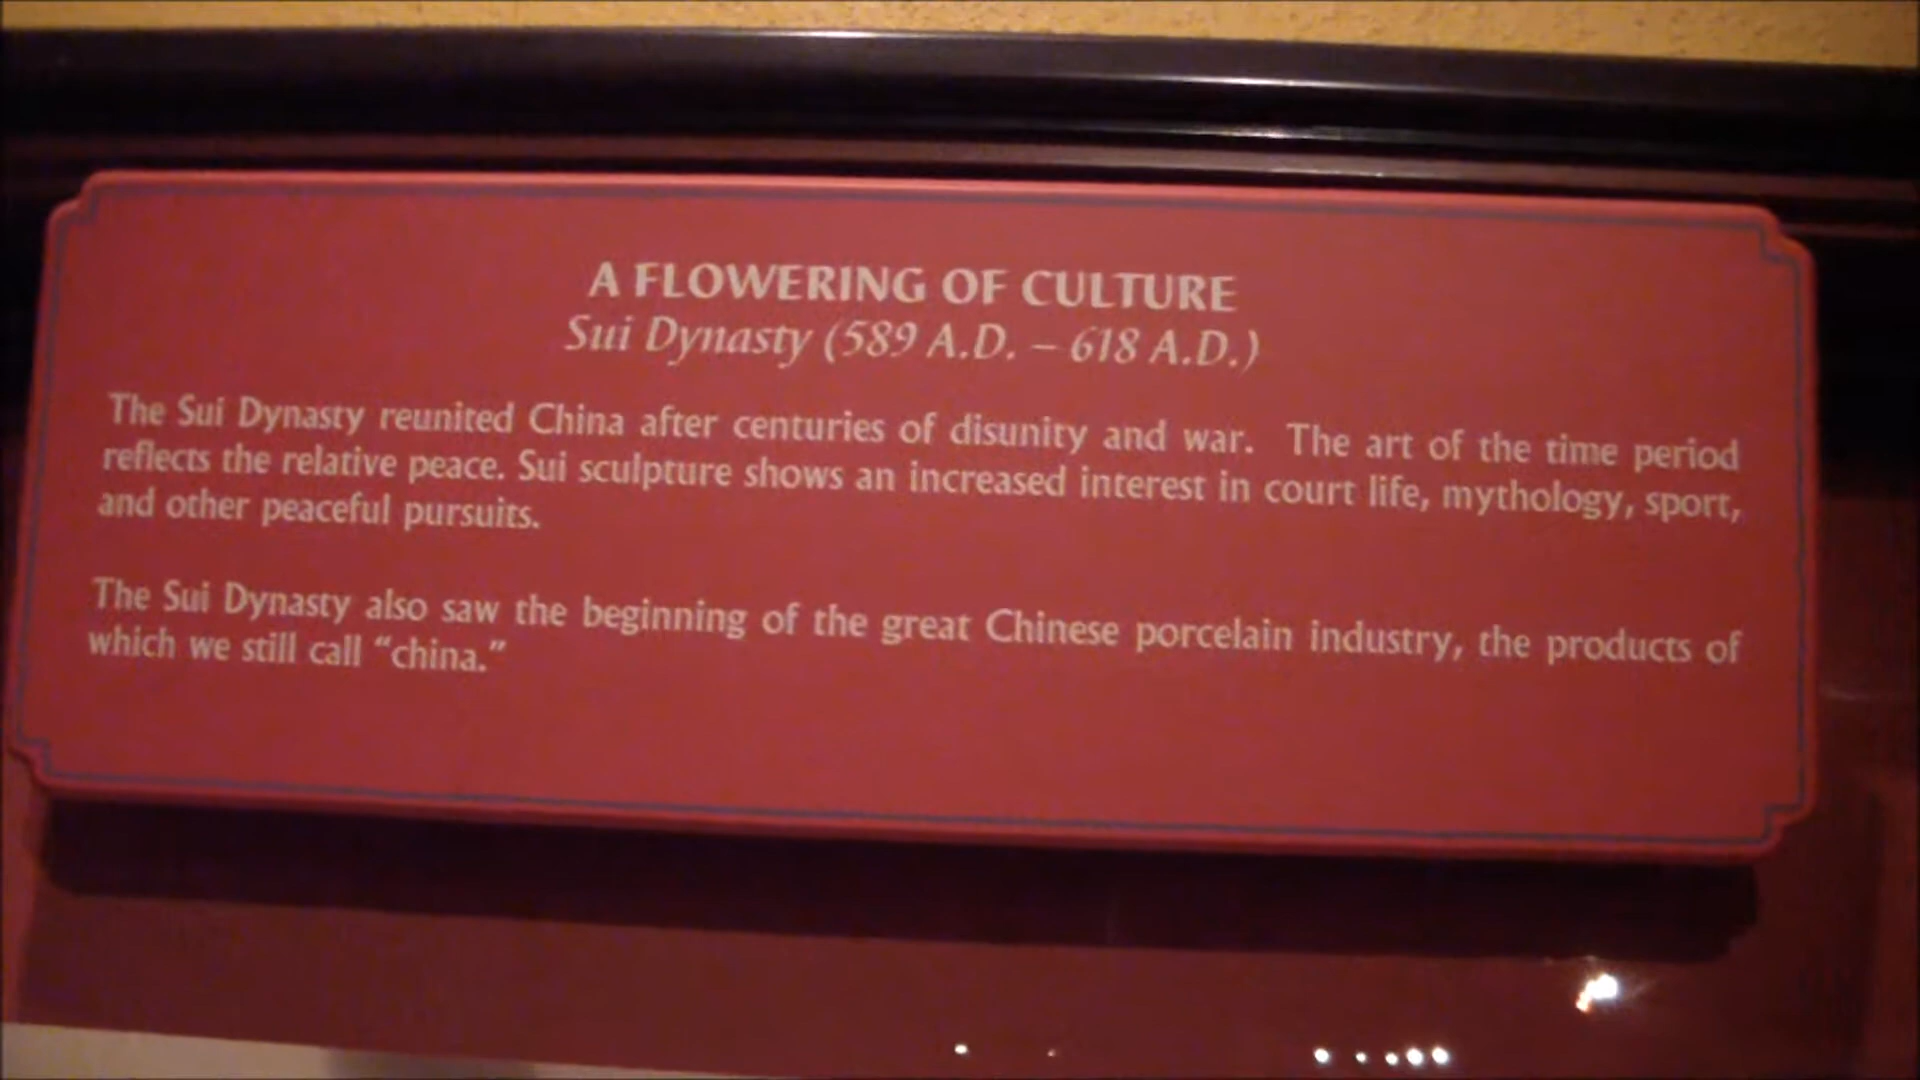 A FLOWERING OF CULTURE
Sui Dynasty (589 A.D. – 618 A.D.)
The Sui Dynasty reunited China after centuries of disunity and war. The art of the time period
reflects the relative peace. Sui sculpture shows an increased interest in court life, mythology, sport,
and other peaceful pursuits.
The Sui Dynasty also saw the beginning of the great Chinese porcelain industry, the products of
which we still call “china.”